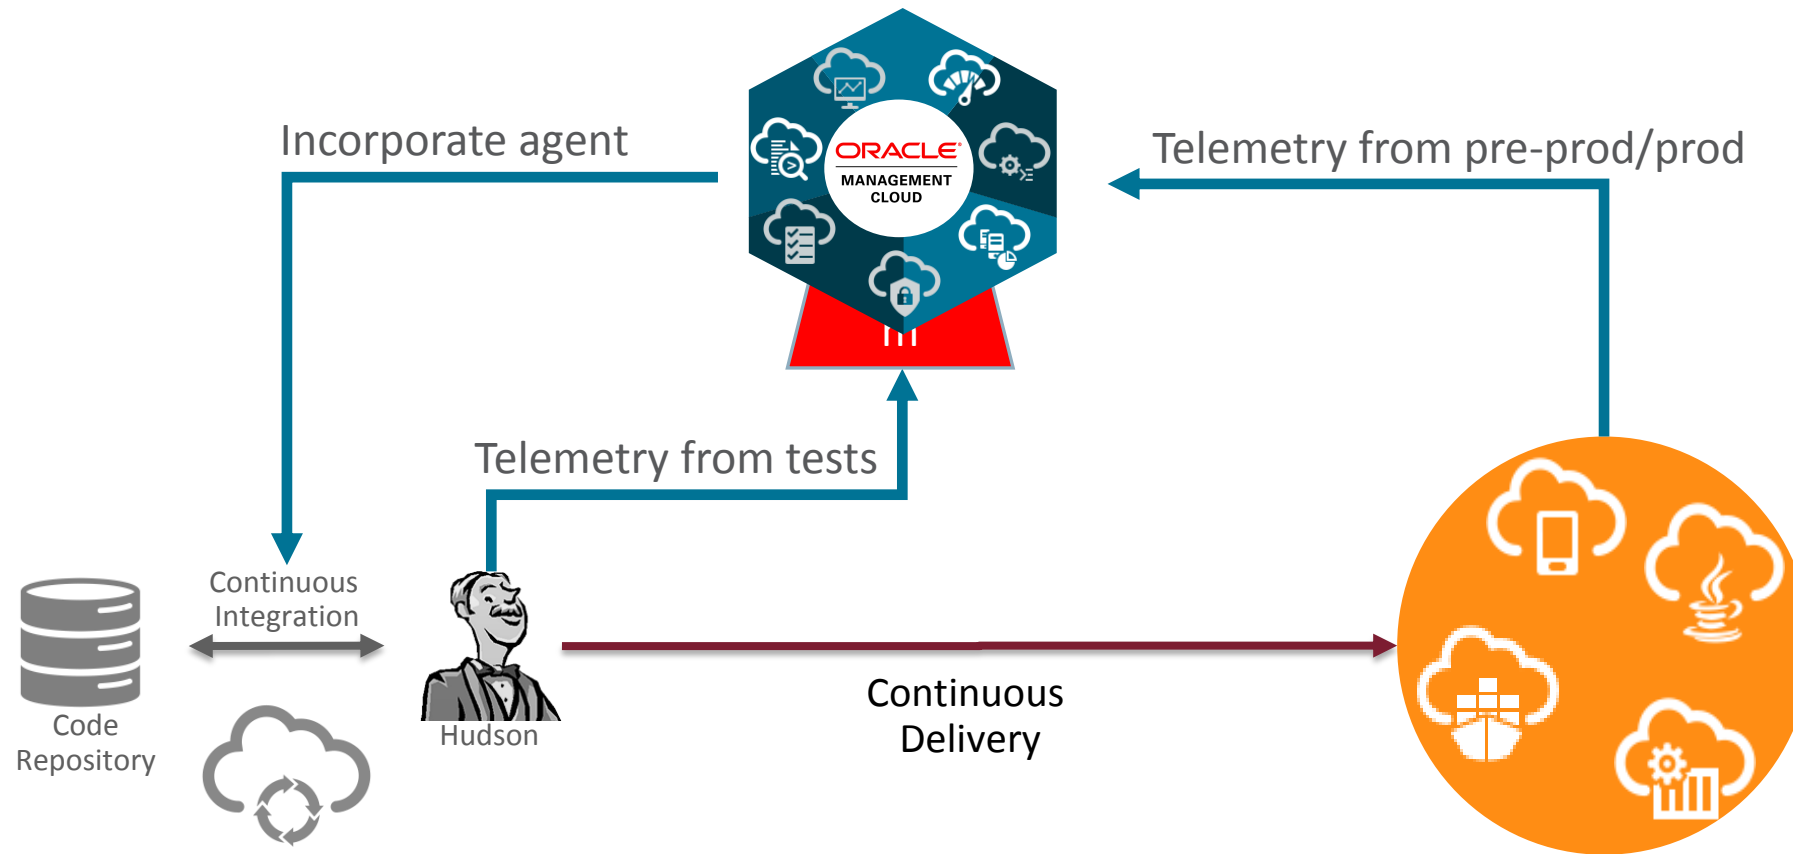 Incorporate agent
ORACLE
MANAGEMENT
CLOUD
Telemetry from pre-prod/prod
Telemetry from tests
Continuous
Integration
Code
Repository
Hudson
Continuous
Delivery